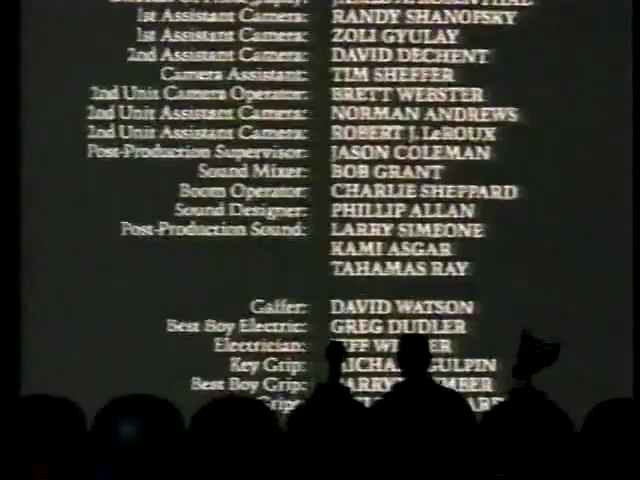 1st Assistant Camera: RANDY SHANOFSKY
1st Assistant Camera: ZOLI GYULAY
2nd Assistant Camera: DAVID DECHENT
Camera Assistant: TIM SHEFFER
2nd Unit Camera Operator: BRETT WEBSTER
2nd Unit Assistant Camera: NORMAN ANDREWS
2nd Unit Assistant Camera: ROBERT J. LeROUX
Post-Production Supervisor: JASON COLEMAN
Sound Mixer: BOB GRANT
Boom Operator: CHARLIE SHEPPARD
Sound Designer: PHILLIP ALLAN
Post-Production Sound: LARRY SIMEONE
KAMI ASGAR
TAHAMAS RAY
Gaffer: DAVID WATSON
Best Boy Electric: GREG DUDLER
Electrician:
Key Grip:
Best Boy Grip: